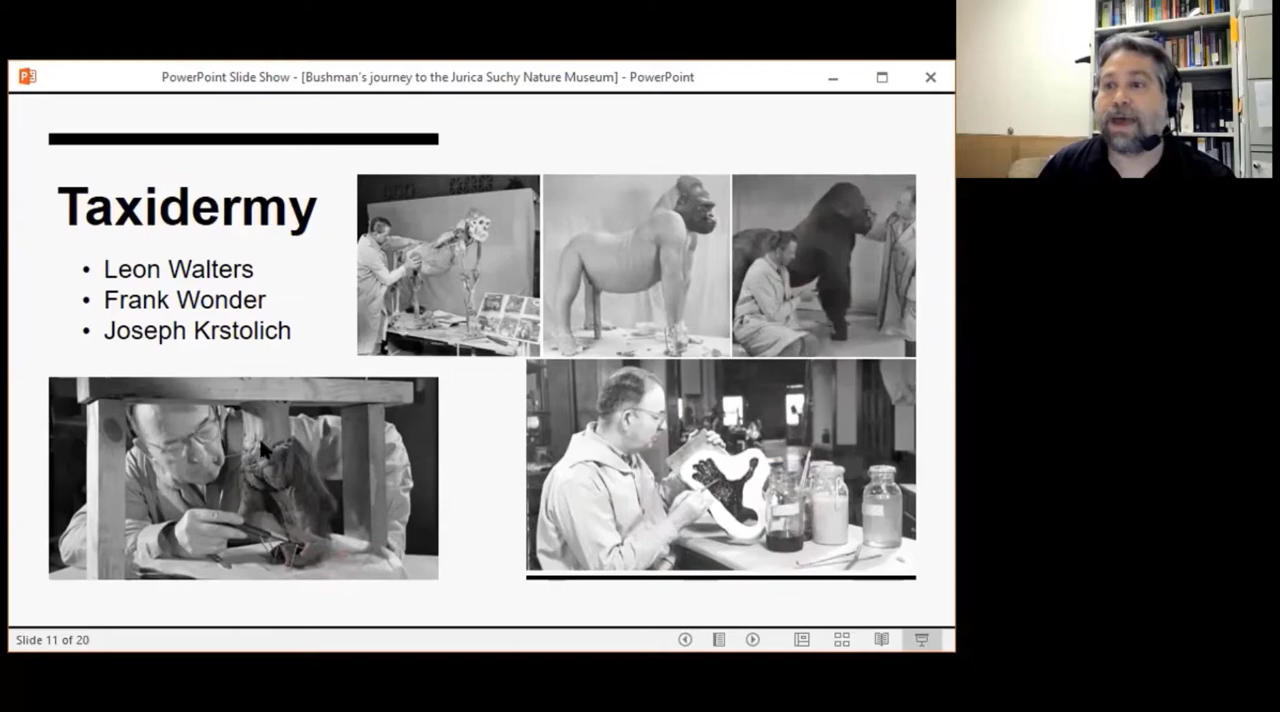 PowerPoint Slide Show - [Bushman's journey to the Jurica Suchy Nature Museum] - PowerPoint
Taxidermy
• Leon Walters
• Frank Wonder
• Joseph Krstolich
Slide 11 of 20